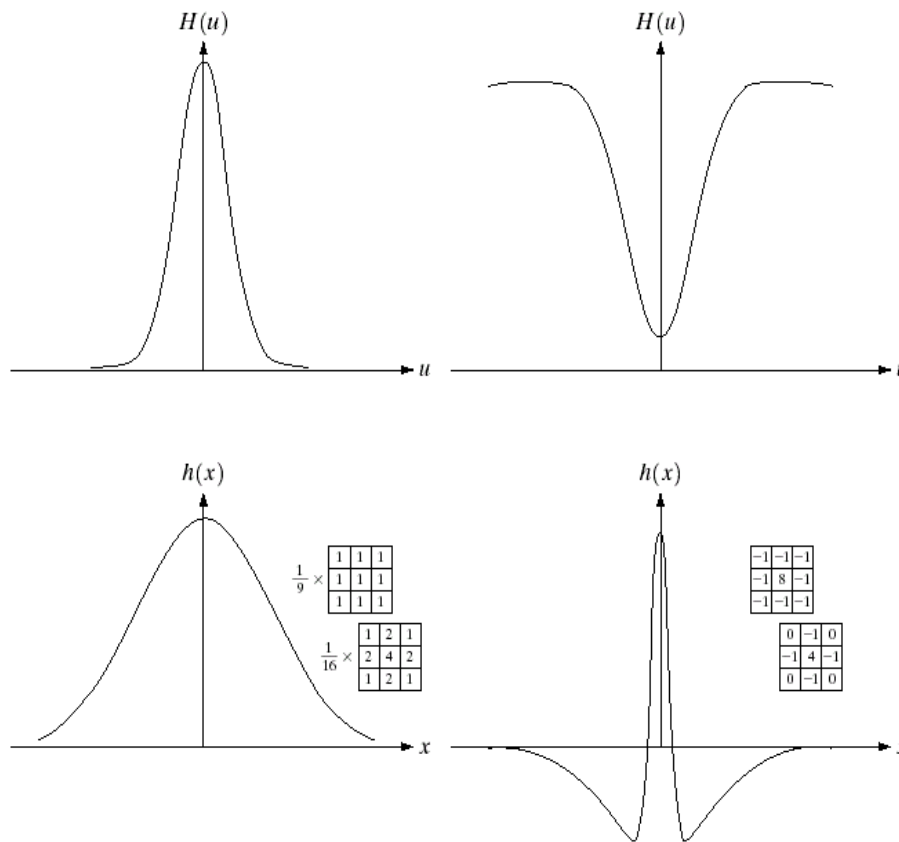 H(u)
H(u)
u
h(x)
h(x)
1/9 ×
1 1 1
1 1 1
1 1 1
1/16 ×
1 2 1
2 4 2
1 2 1
−1 −1 −1
−1 8 −1
−1 −1 −1
0 −1 0
−1 4 −1
0 −1 0
x